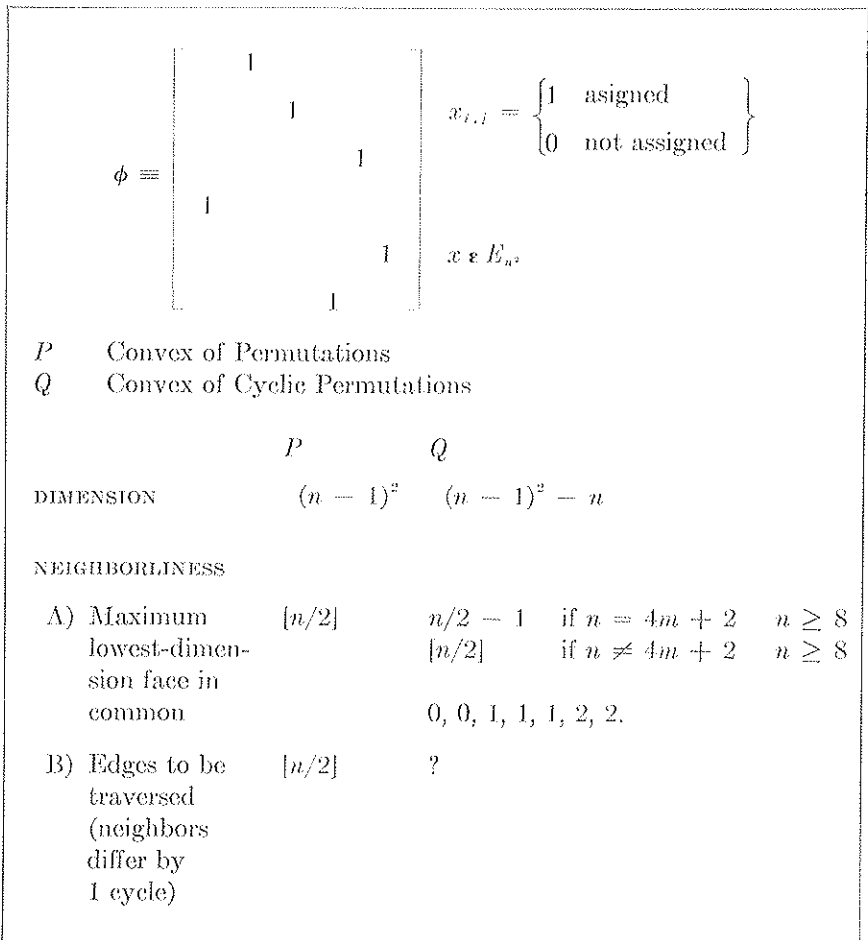 1
1
ϕ ≡ 1
1
1
1
x_{i,j} = { 1 asigned
0 not assigned }
x ε E_{n²}
P Convex of Permutations
Q Convex of Cyclic Permutations
P Q
DIMENSION (n − 1)² (n − 1)² − n
NEIGHBORLINESS
A) Maximum [n/2] n/2 − 1 if n = 4m + 2 n ≥ 8
lowest-dimen- [n/2] if n ≠ 4m + 2 n ≥ 8
sion face in
common 0, 0, 1, 1, 1, 2, 2.
B) Edges to be [n/2] ?
traversed
(neighbors
differ by
1 cycle)